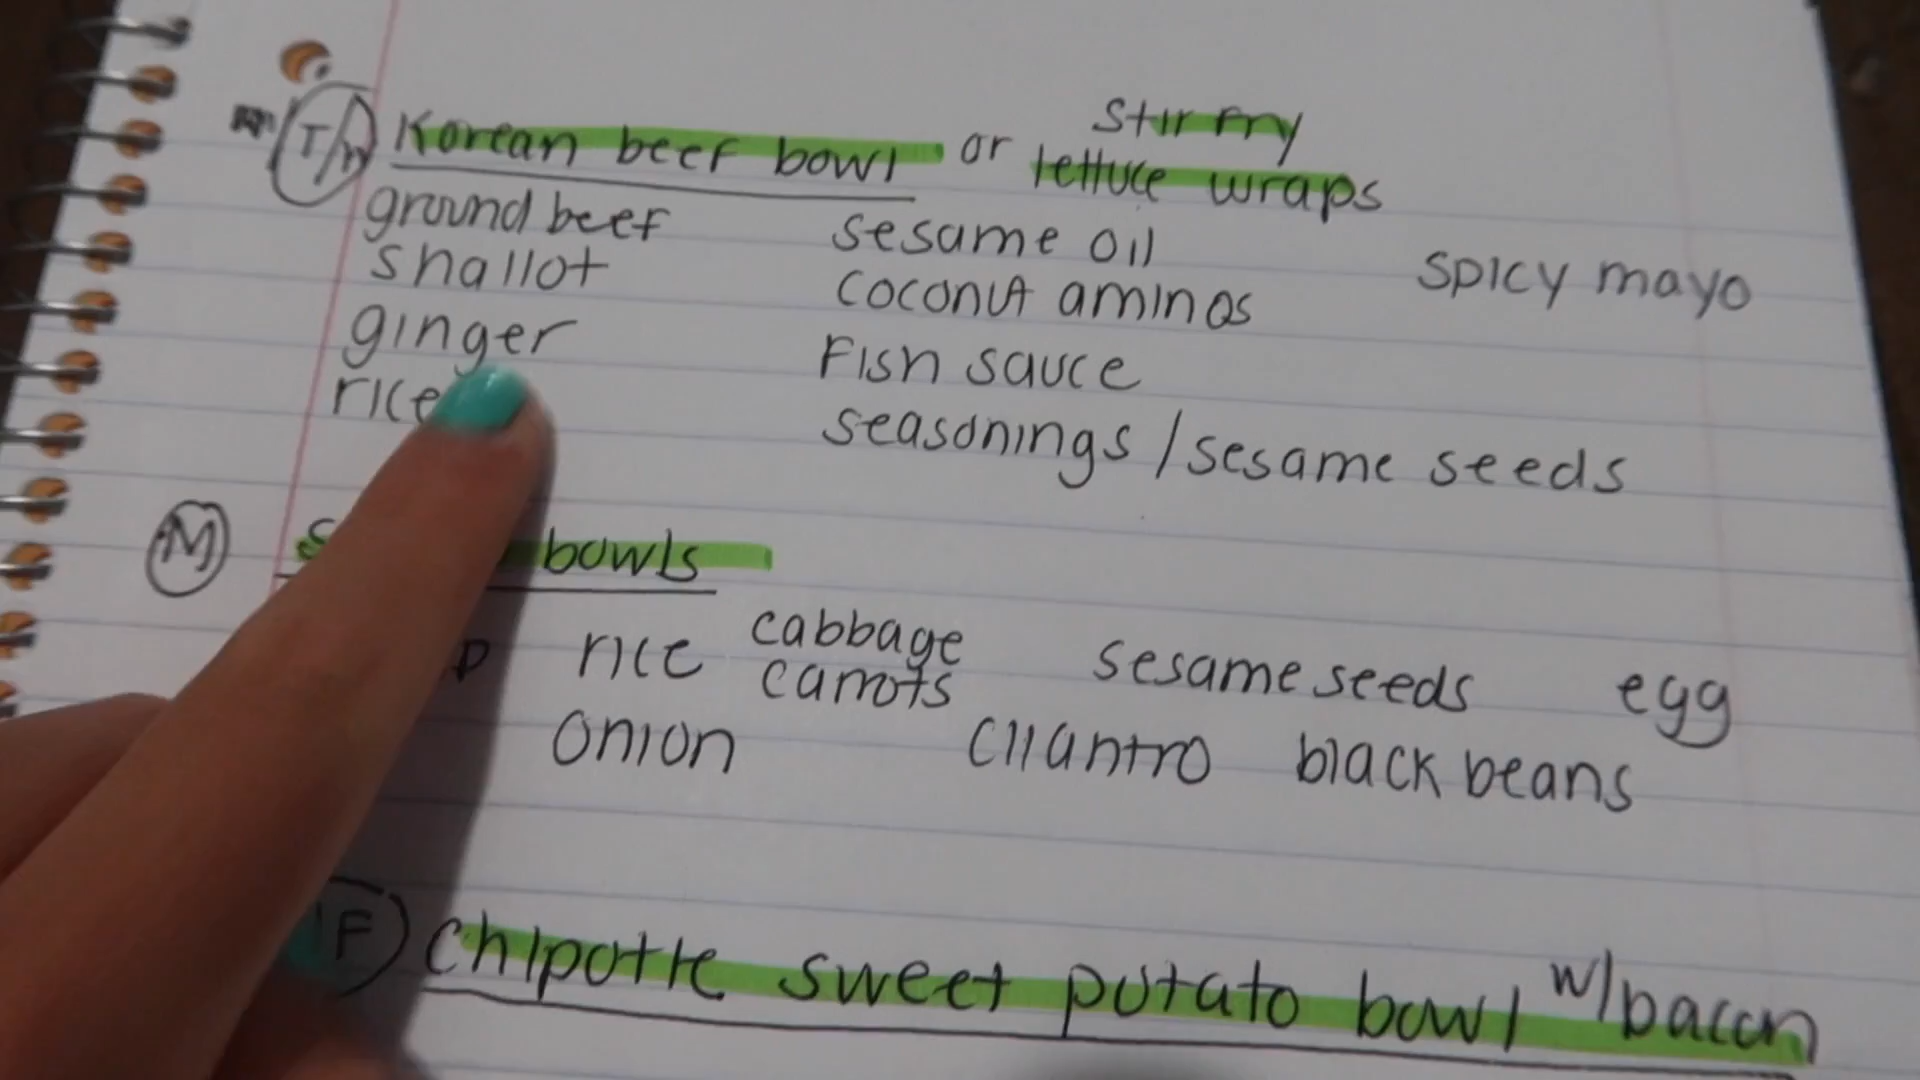 T/n Korean beef bowl or stir fry
lettuce wraps
ground beef sesame oil spicy mayo
shallot coconut aminos
ginger Fish sauce
rice seasonings / sesame seeds
M bowls
rice cabbage sesame seeds egg
carrots
onion cilantro black beans
F chipotle sweet potato bowl w/bacon